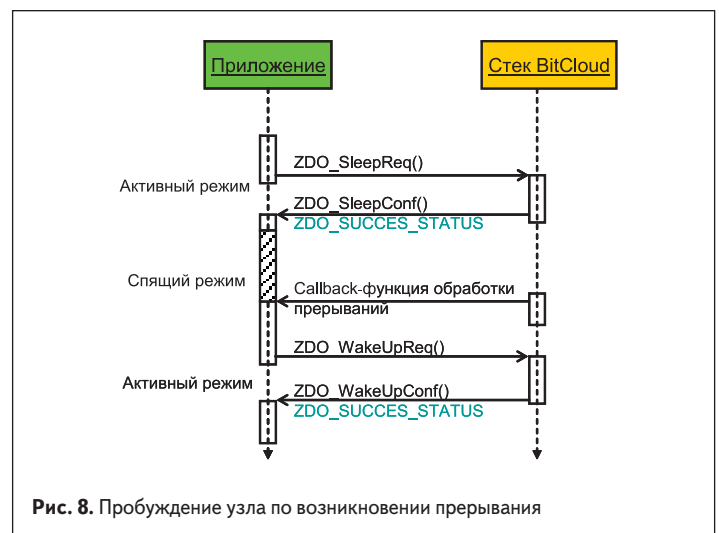 Приложение
Стек BitCloud
ZDO_SleepReq()
Активный режим
ZDO_SleepConf()
ZDO_SUCCES_STATUS
Спящий режим
Callback-функция обработки
прерываний
ZDO_WakeUpReq()
Активный режим
ZDO_WakeUpConf()
ZDO_SUCCES_STATUS
Рис. 8. Пробуждение узла по возникновении прерывания